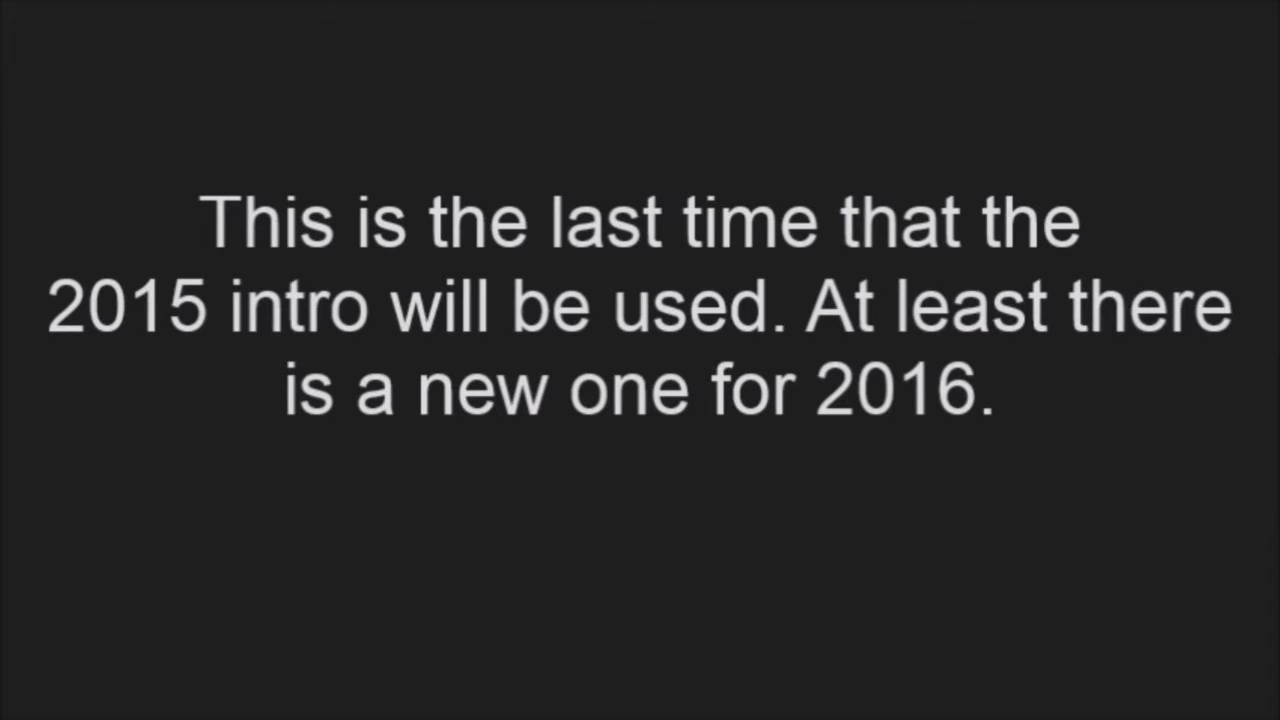 This is the last time that the
2015 intro will be used. At least there
is a new one for 2016.